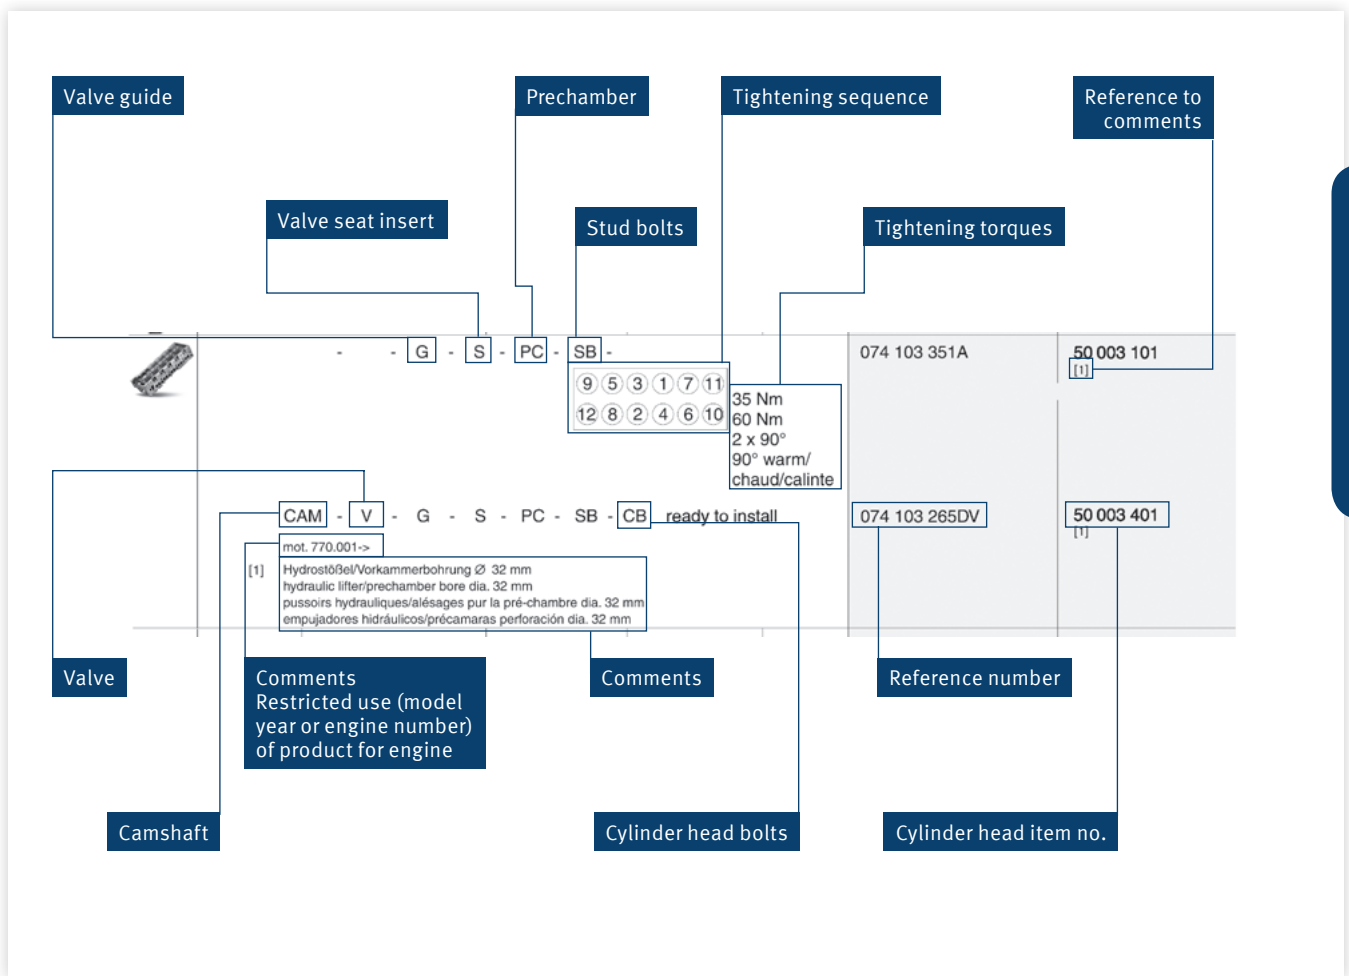 Valve guide
Prechamber
Tightening sequence
Reference to
comments
Valve seat insert
Stud bolts
Tightening torques
- - G - S - PC - SB -
074 103 351A
50 003 101
[1]
9 5 3 1 7 11
12 8 2 4 6 10
35 Nm
60 Nm
2 x 90°
90° warm/
chaud/calinte
CAM - V - G - S - PC - SB - CB ready to install
074 103 265DV
50 003 401
[1]
mot. 770.001->
[1] Hydrostößel/Vorkammerbohrung Ø 32 mm
hydraulic lifter/prechamber bore dia. 32 mm
pussoirs hydrauliques/alésages pur la pré-chambre dia. 32 mm
empujadores hidráulicos/précamaras perforación dia. 32 mm
Valve
Comments
Restricted use (model
year or engine number)
of product for engine
Comments
Reference number
Camshaft
Cylinder head bolts
Cylinder head item no.